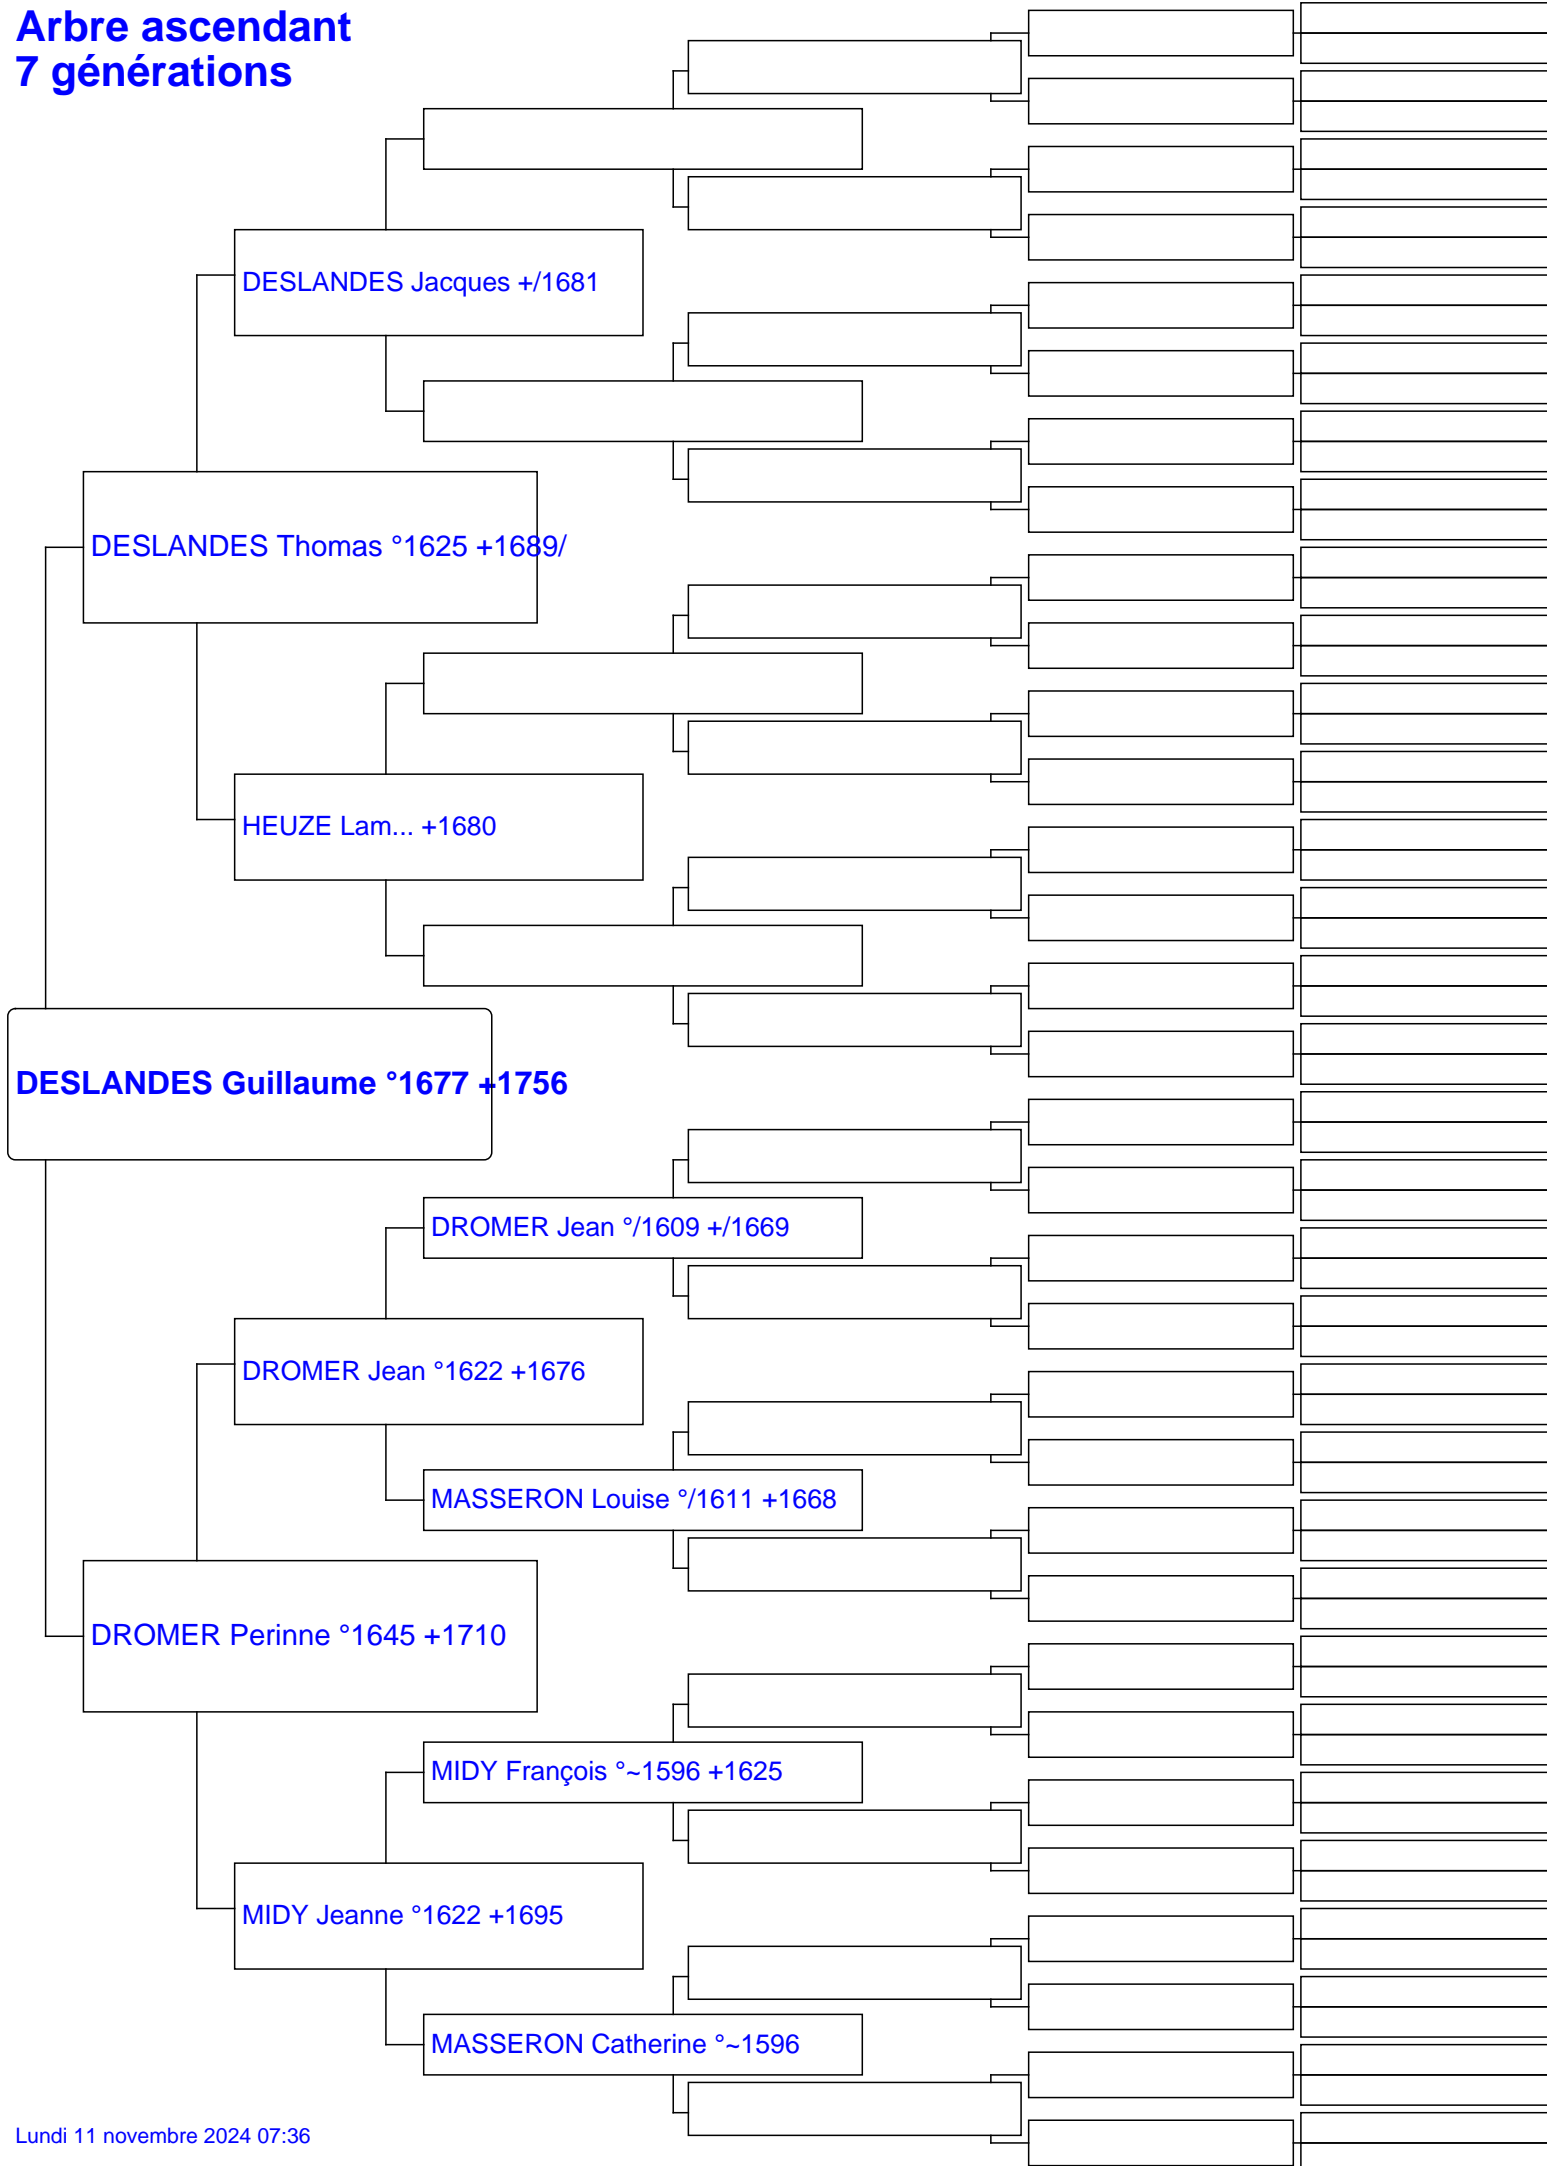 Arbre ascendant
7 générations
DESLANDES Jacques +/1681
DESLANDES Thomas °1625 +1689/
HEUZE Lam... +1680
DESLANDES Guillaume °1677 +1756
DROMER Jean °/1609 +/1669
DROMER Jean °1622 +1676
MASSERON Louise °/1611 +1668
DROMER Perinne °1645 +1710
MIDY François °~1596 +1625
MIDY Jeanne °1622 +1695
MASSERON Catherine °~1596
Lundi 11 novembre 2024 07:36